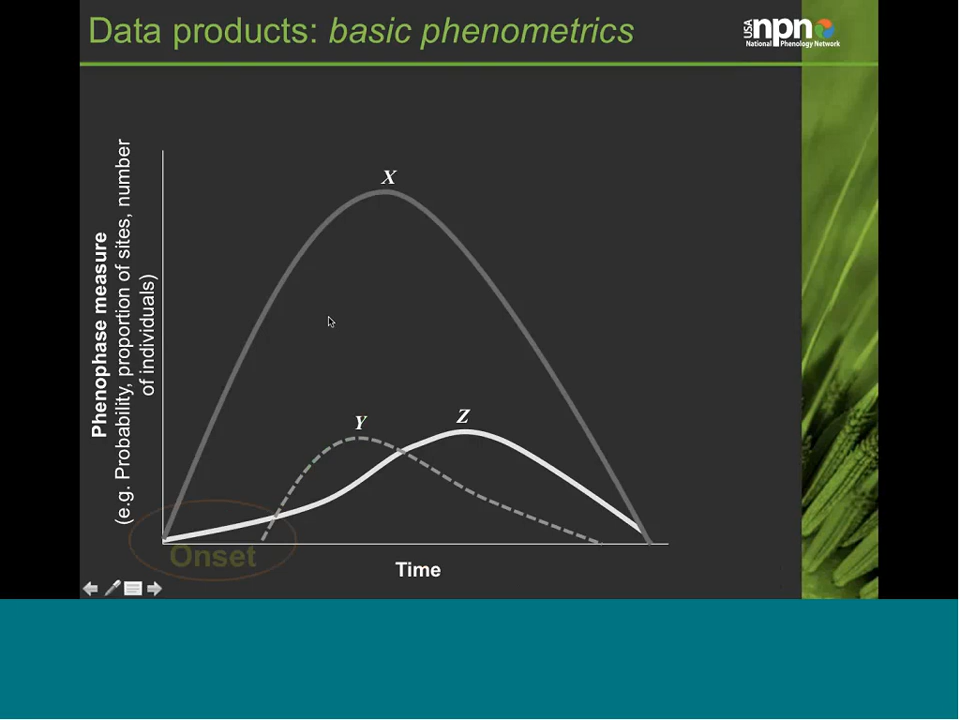 Data products: basic phenometrics
USA
npn
National Phenology Network
Phenophase measure
(e.g. Probability, proportion of sites, number
of individuals)
X
Y
Z
Onset
Time